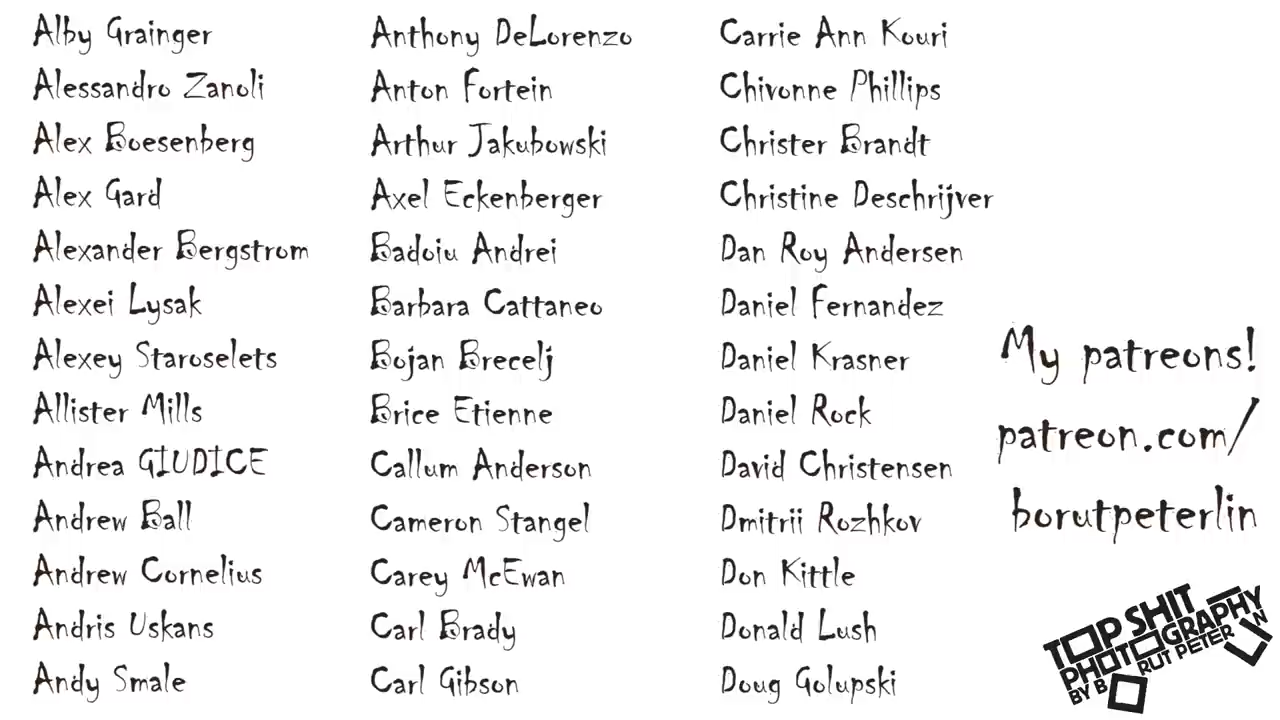 Alby Grainger
Alessandro Zanoli
Alex Boesenberg
Alex Gard
Alexander Bergstrom
Alexei Lysak
Alexey Staroselets
Allister Mills
Andrea GIUDICE
Andrew Ball
Andrew Cornelius
Andris Uskans
Andy Smale
Anthony DeLorenzo
Anton Fortein
Arthur Jakubowski
Axel Eckenberger
Badoiu Andrei
Barbara Cattaneo
Bojan Brecelj
Brice Etienne
Callum Anderson
Cameron Stangel
Carey McEwan
Carl Brady
Carl Gibson
Carrie Ann Kouri
Chivonne Phillips
Christer Brandt
Christine Deschrijver
Dan Roy Andersen
Daniel Fernandez
Daniel Krasner
Daniel Rock
David Christensen
Dmitrii Rozhkov
Don Kittle
Donald Lush
Doug Golupski
My patreons!
patreon.com/
borutpeterlin
TOP SHIT
PHOTOGRAPHY
BY BORUT PETERLIN